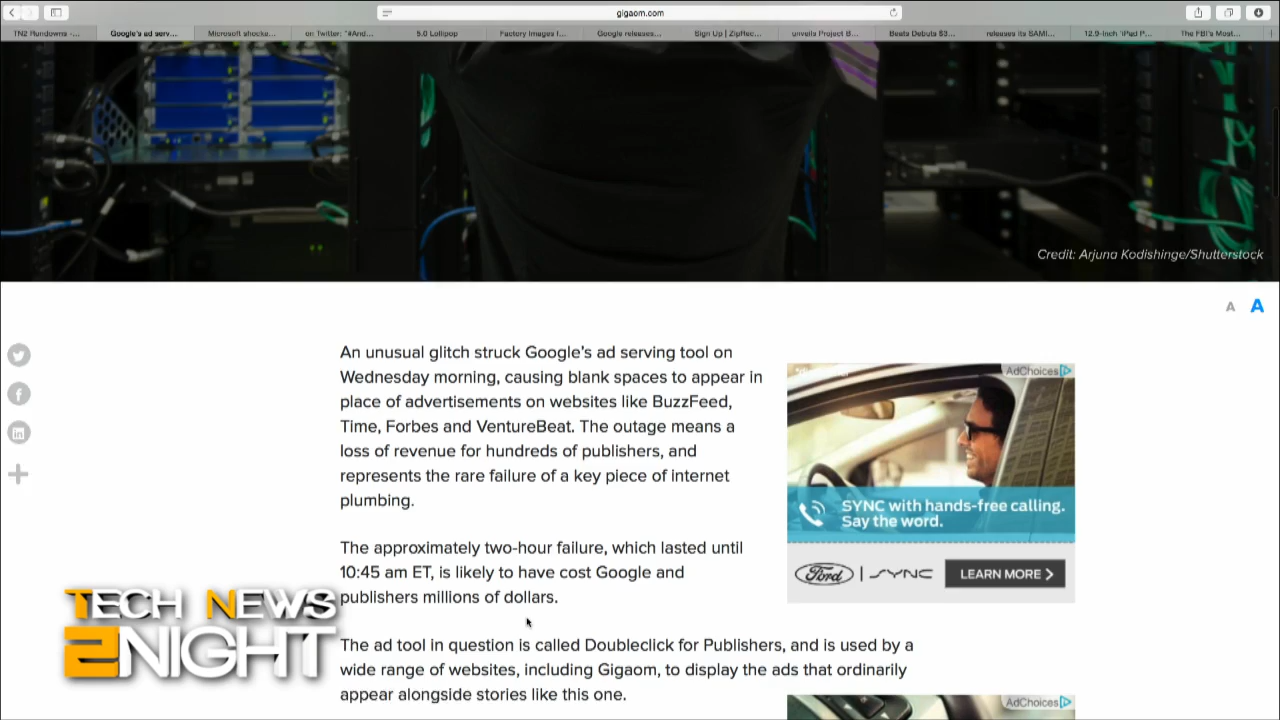 gigaom.com
TN2 Rundowns -...
Google's ad serv...
Microsoft shocke...
on Twitter: "#And...
5.0 Lollipop
Factory Images f...
Google releases...
Sign Up | ZipRec...
unveils Project B...
Beats Debuts $3...
releases its SAMI...
12.9-inch 'iPad P...
The FBI's Most...
Credit: Arjuna Kodishinge/Shutterstock
A A
An unusual glitch struck Google's ad serving tool on
Wednesday morning, causing blank spaces to appear in
place of advertisements on websites like BuzzFeed,
Time, Forbes and VentureBeat. The outage means a
loss of revenue for hundreds of publishers, and
represents the rare failure of a key piece of internet
plumbing.
AdChoices
SYNC with hands-free calling.
Say the word.
Ford | SYNC
LEARN MORE
The approximately two-hour failure, which lasted until
10:45 am ET, is likely to have cost Google and
publishers millions of dollars.
TECH NEWS
2NIGHT
The ad tool in question is called Doubleclick for Publishers, and is used by a
wide range of websites, including Gigaom, to display the ads that ordinarily
appear alongside stories like this one.
AdChoices